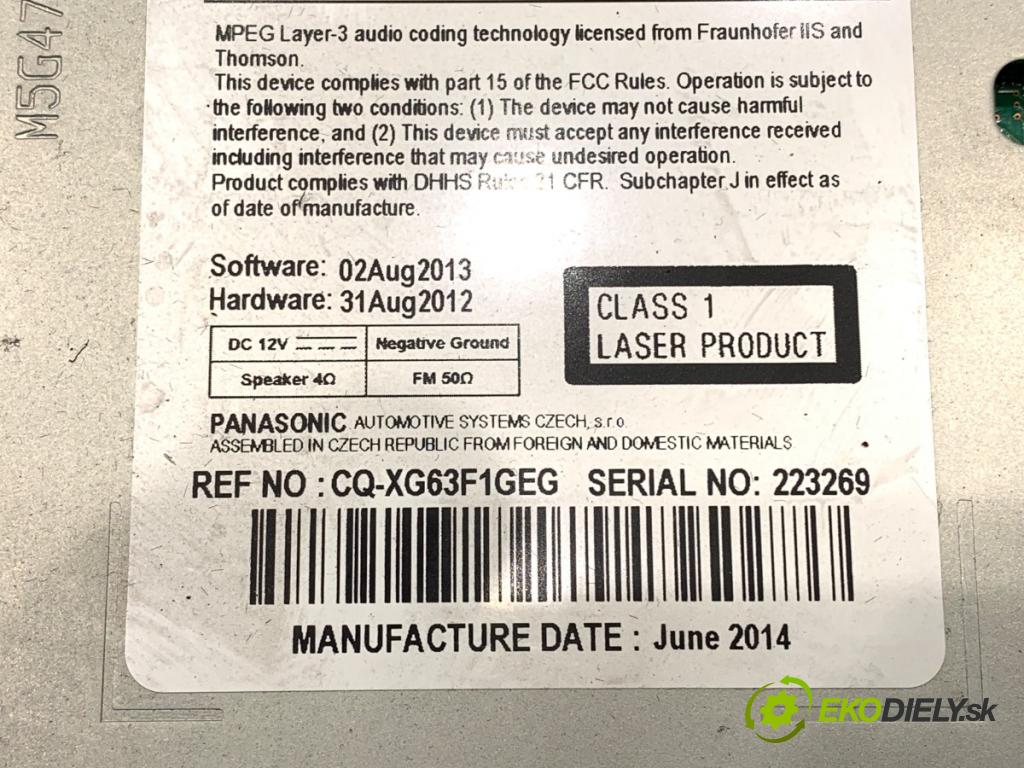 MPEG Layer-3 audio coding technology licensed from Fraunhofer IIS and
Thomson.
This device complies with part 15 of the FCC Rules. Operation is subject to
the following two conditions: (1) The device may not cause harmful
interference, and (2) This device must accept any interference received
including interference that may cause undesired operation.
Product complies with DHHS Rules 21 CFR. Subchapter J in effect as
of date of manufacture.
Software: 02Aug2013
Hardware: 31Aug2012
DC 12V Negative Ground
Speaker 4Ω FM 50Ω
CLASS 1
LASER PRODUCT
PANASONIC AUTOMOTIVE SYSTEMS CZECH, s.r.o.
ASSEMBLED IN CZECH REPUBLIC FROM FOREIGN AND DOMESTIC MATERIALS
REF NO : CQ-XG63F1GEG SERIAL NO: 223269
MANUFACTURE DATE : June 2014
M5G47
EKODIELY.sk